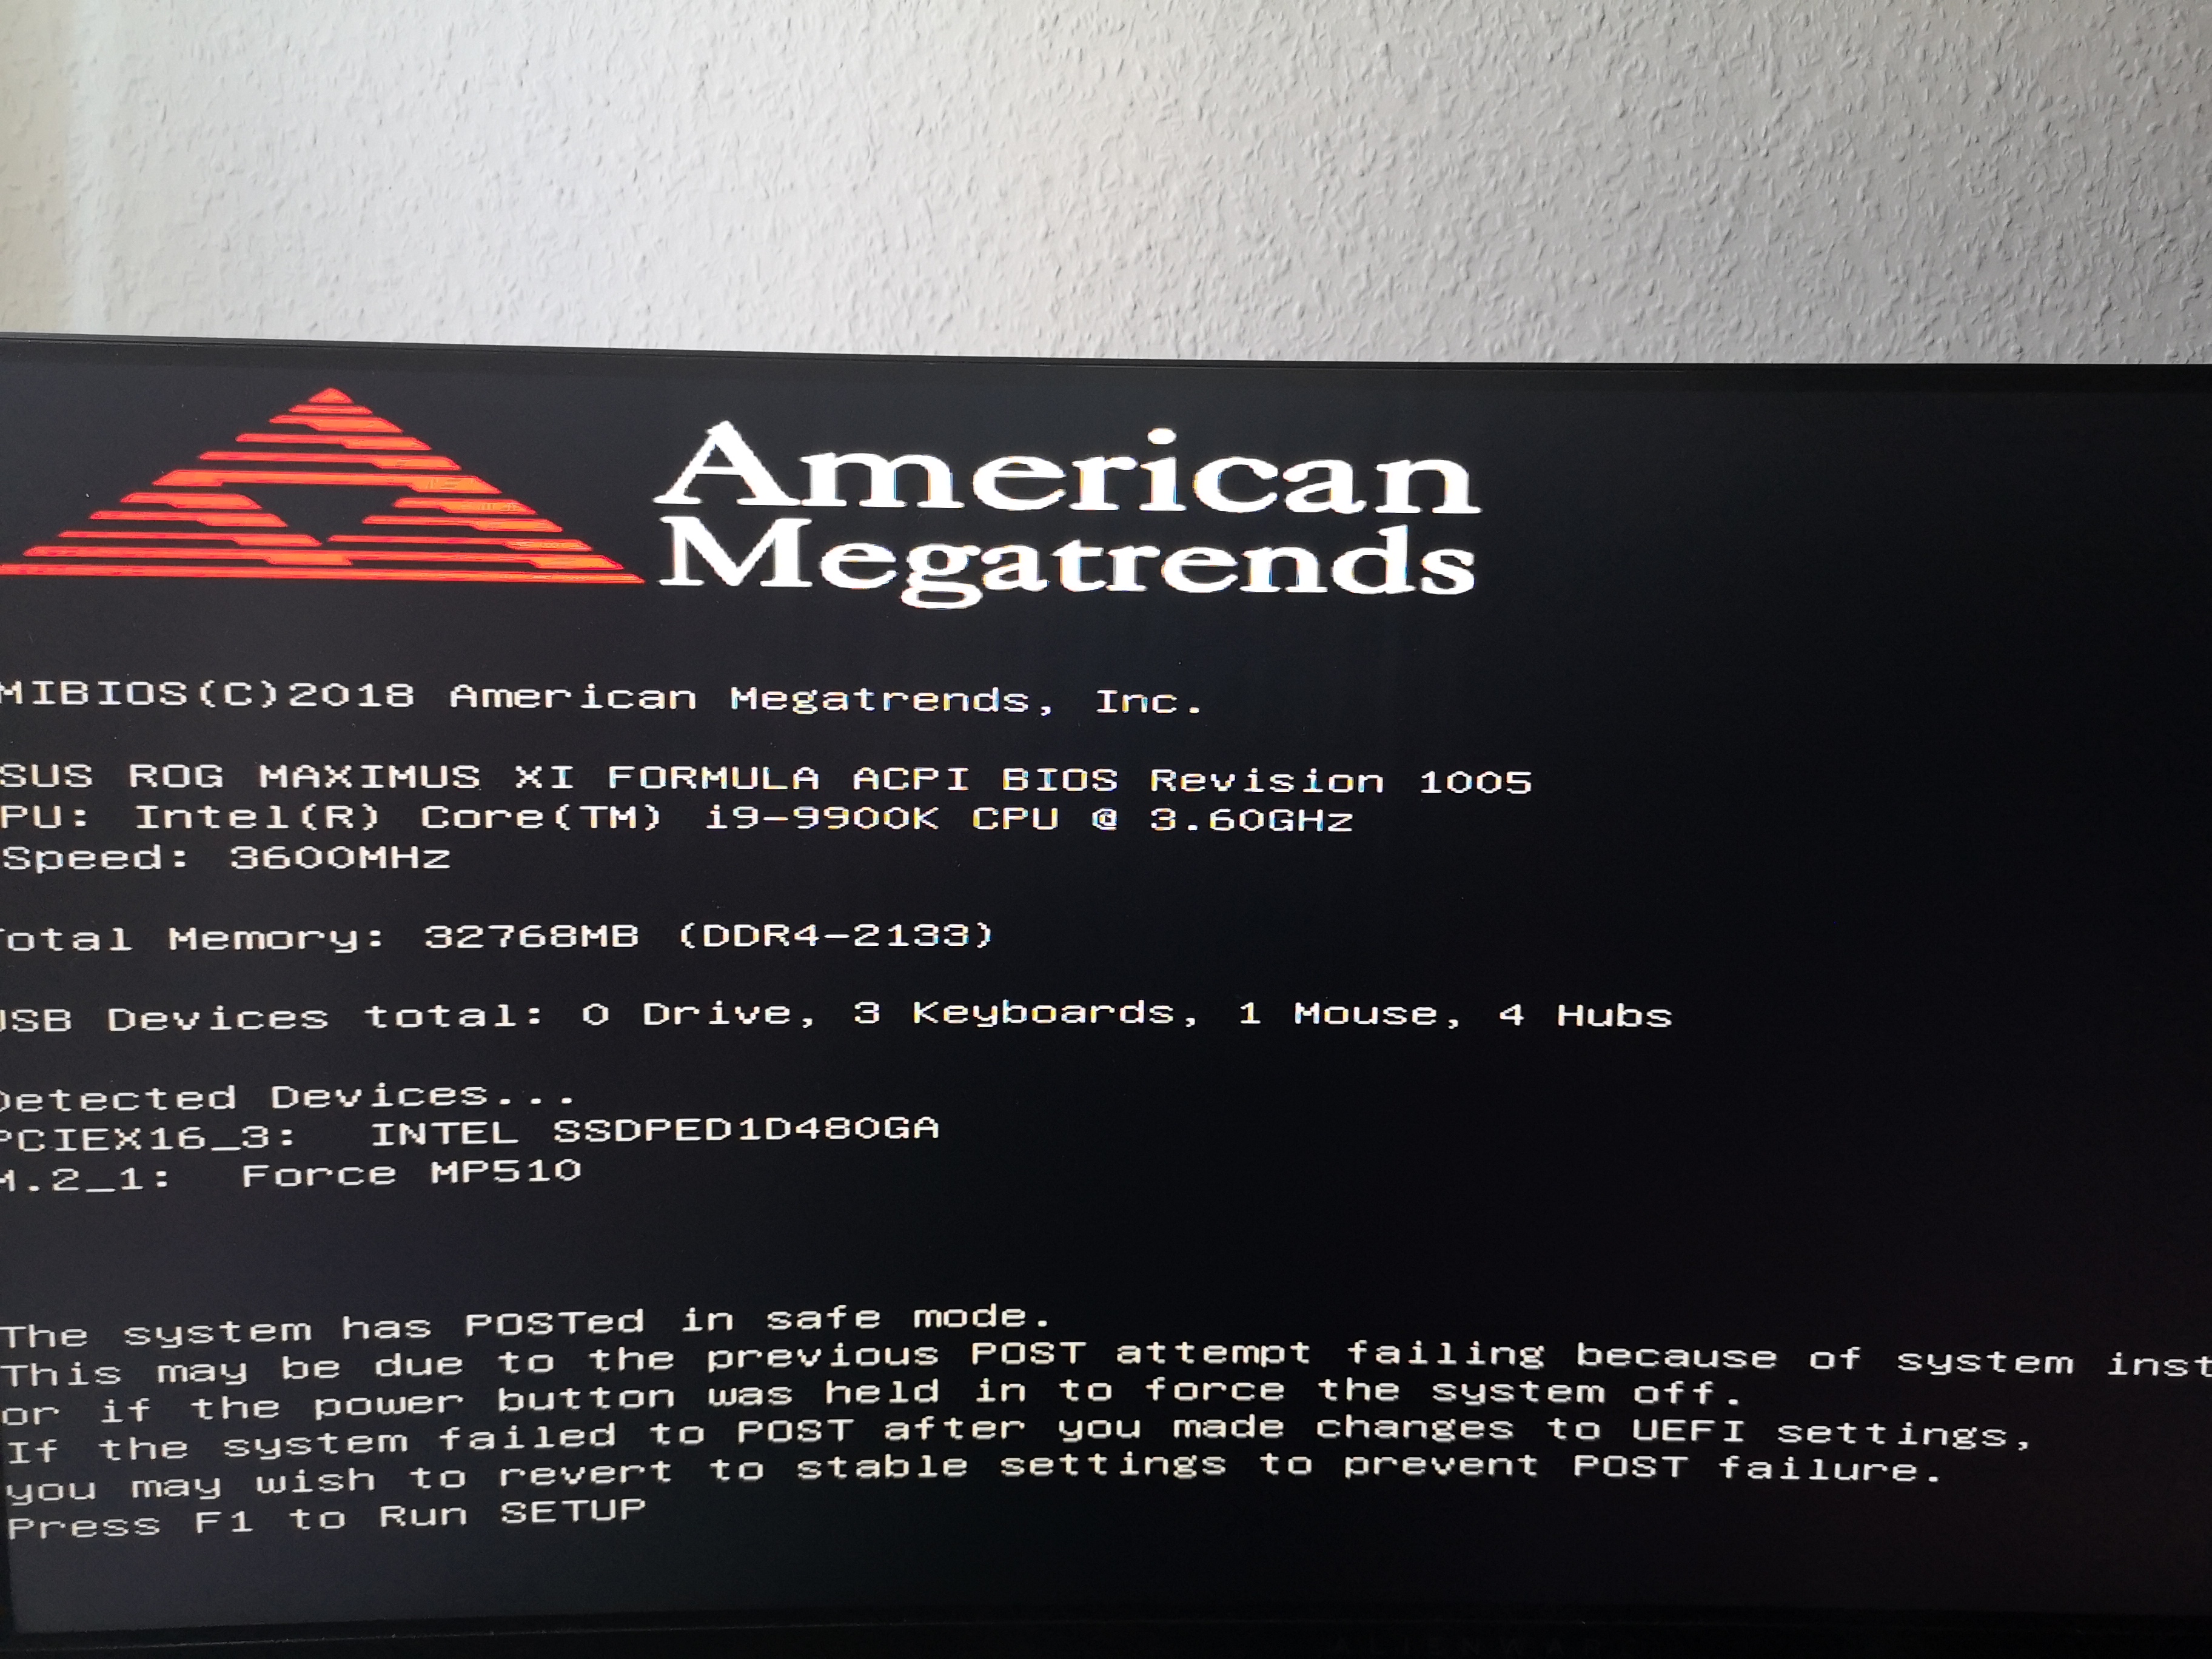 American
Megatrends
MIBIOS(C)2018 American Megatrends, Inc.
SUS ROG MAXIMUS XI FORMULA ACPI BIOS Revision 1005
PU: Intel(R) Core(TM) i9-9900K CPU @ 3.60GHz
Speed: 3600MHz
otal Memory: 32768MB (DDR4-2133)
USB Devices total: 0 Drive, 3 Keyboards, 1 Mouse, 4 Hubs
Detected Devices...
PCIEX16_3: INTEL SSDPED1D480GA
M.2_1: Force MP510
The system has POSTed in safe mode.
This may be due to the previous POST attempt failing because of system inst
or if the power button was held in to force the system off.
If the system failed to POST after you made changes to UEFI settings,
you may wish to revert to stable settings to prevent POST failure.
Press F1 to Run SETUP
ALIENWARE